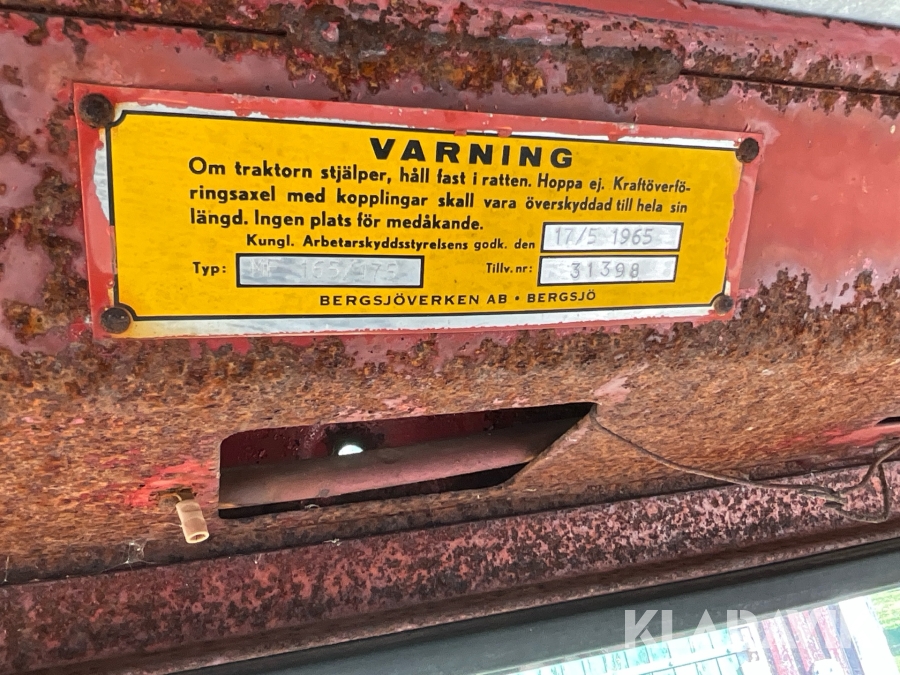 VARNING
Om traktorn stjälper, håll fast i ratten. Hoppa ej. Kraftöverfö-
ringsaxel med kopplingar skall vara överskyddad till hela sin
längd. Ingen plats för medåkande.
Kungl. Arbetarskyddsstyrelsens godk. den 17/5 1965
Typ: Tillv. nr: 31398
BERGSJÖVERKEN AB • BERGSJÖ